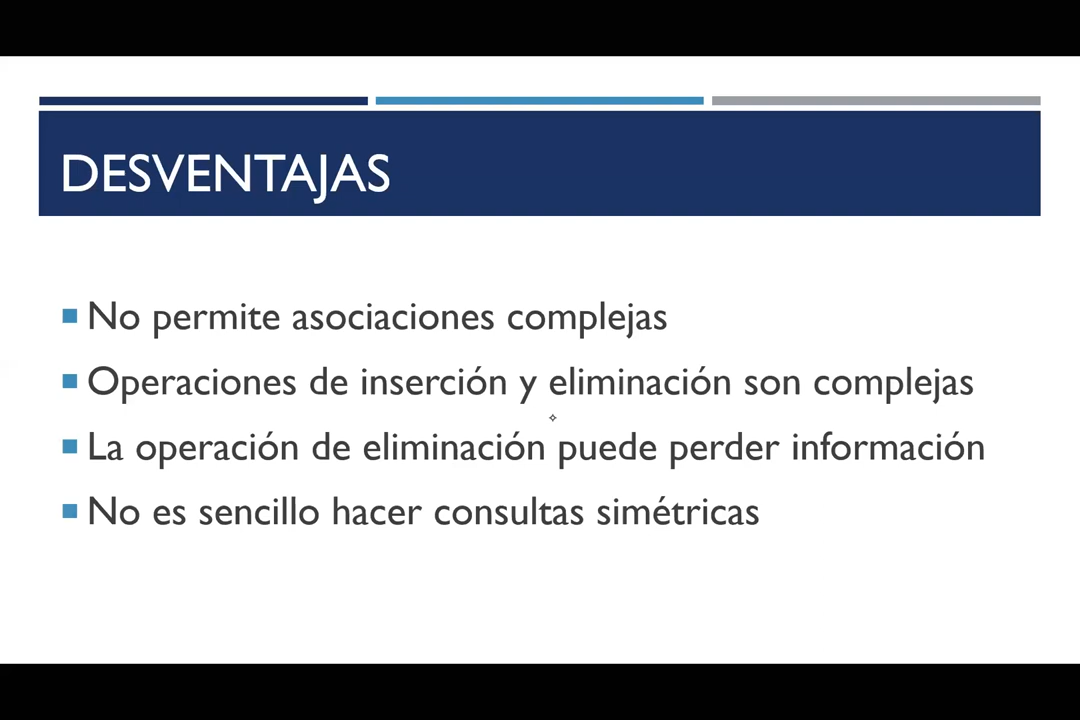 DESVENTAJAS
No permite asociaciones complejas
Operaciones de inserción y eliminación son complejas
La operación de eliminación puede perder información
No es sencillo hacer consultas simétricas